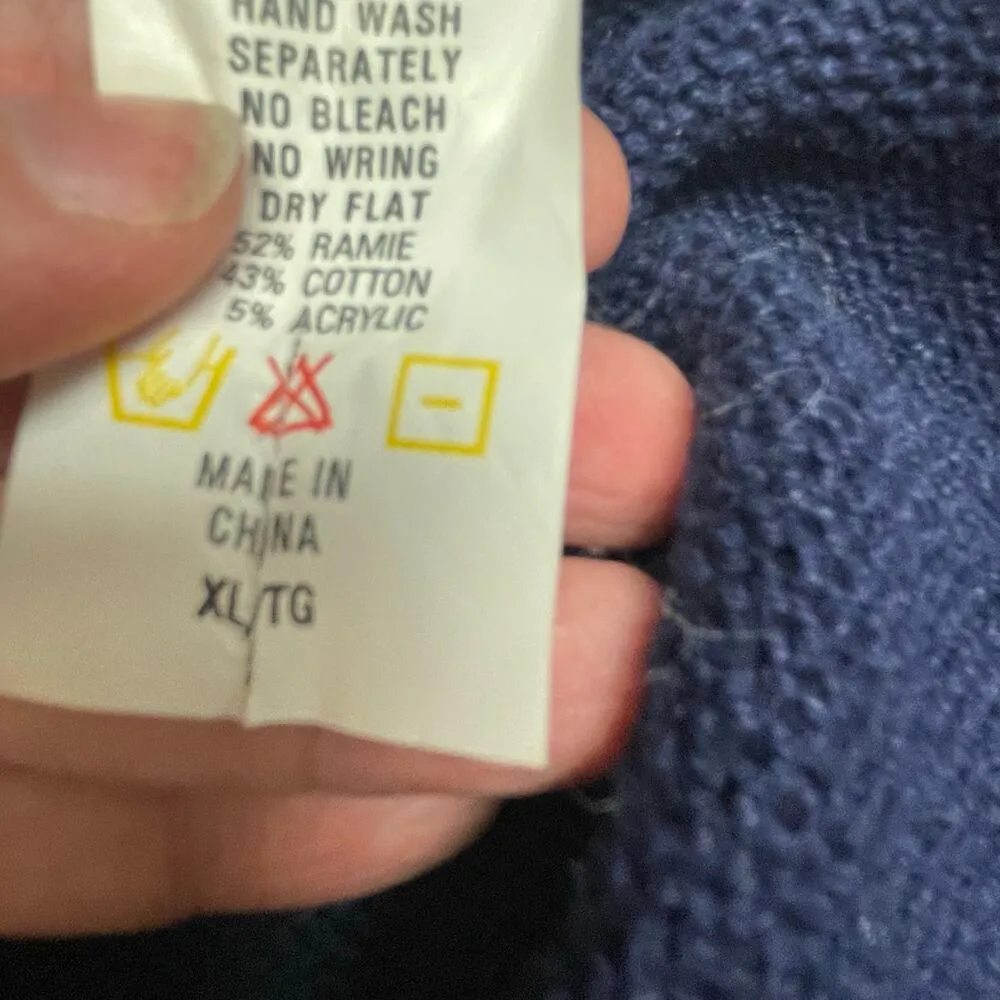 HAND WASH
SEPARATELY
NO BLEACH
NO WRING
DRY FLAT
52% RAMIE
43% COTTON
5% ACRYLIC
MADE IN
CHINA
XL/TG